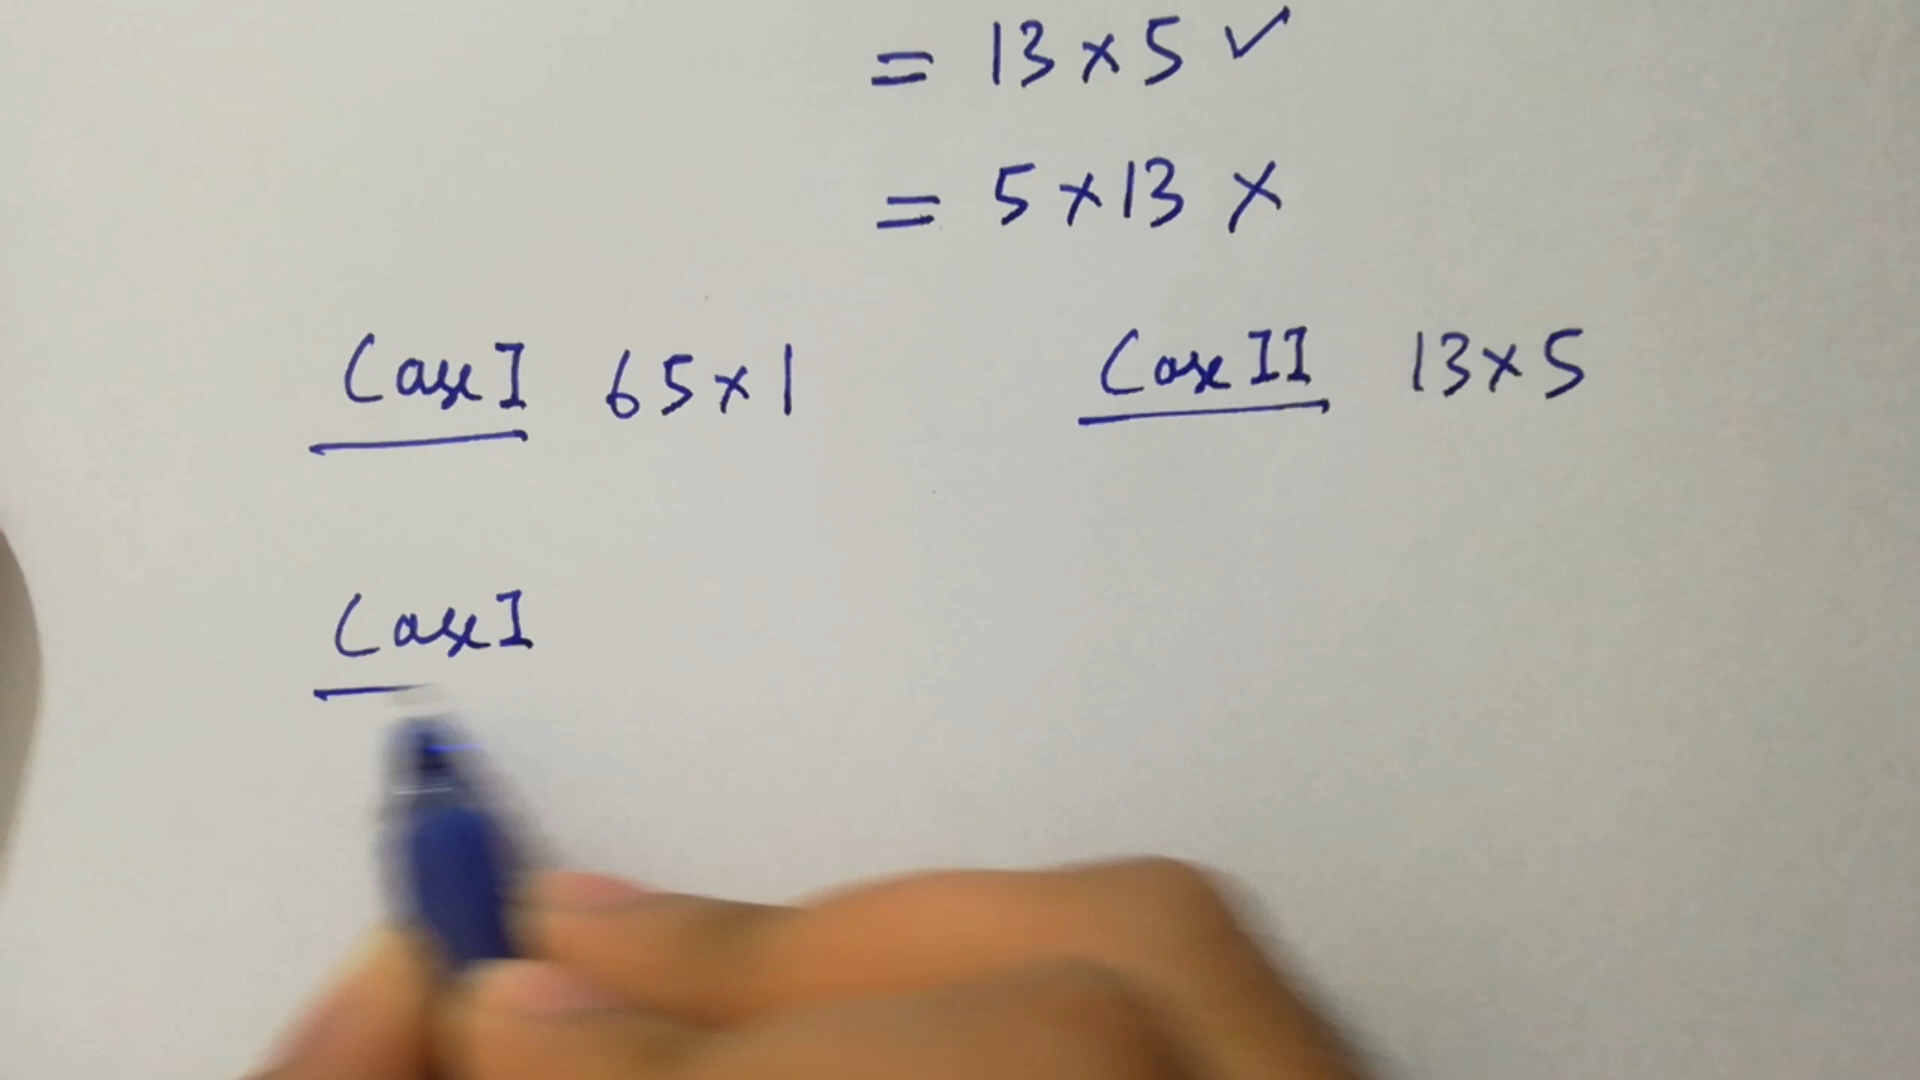 = 13 × 5 ✓
= 5 × 13 ×
Case I 65 × 1 Case II 13 × 5
Case I